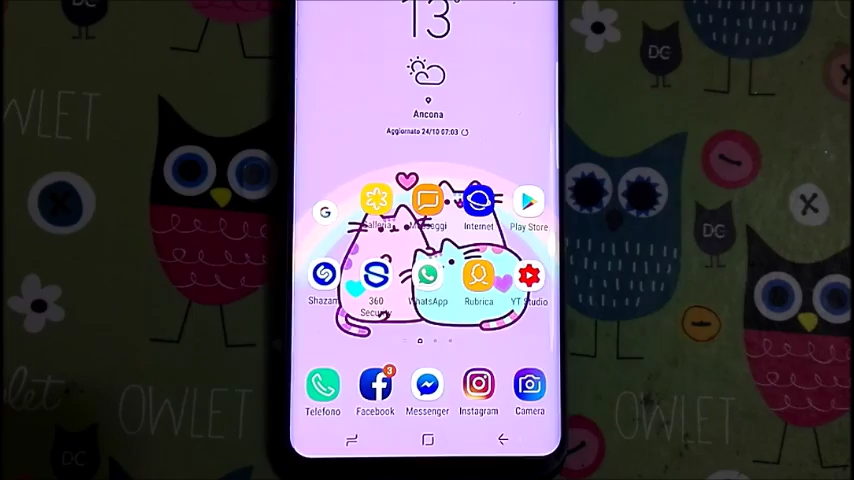 13°
Ancona
Aggiornato 24/10 07:03
G
Galleria Messaggi Internet Play Store
Shazam 360 Security WhatsApp Rubrica YT Studio
3
Telefono Facebook Messenger Instagram Camera
WLET
DC
DC
OWLET
OWLET
DC